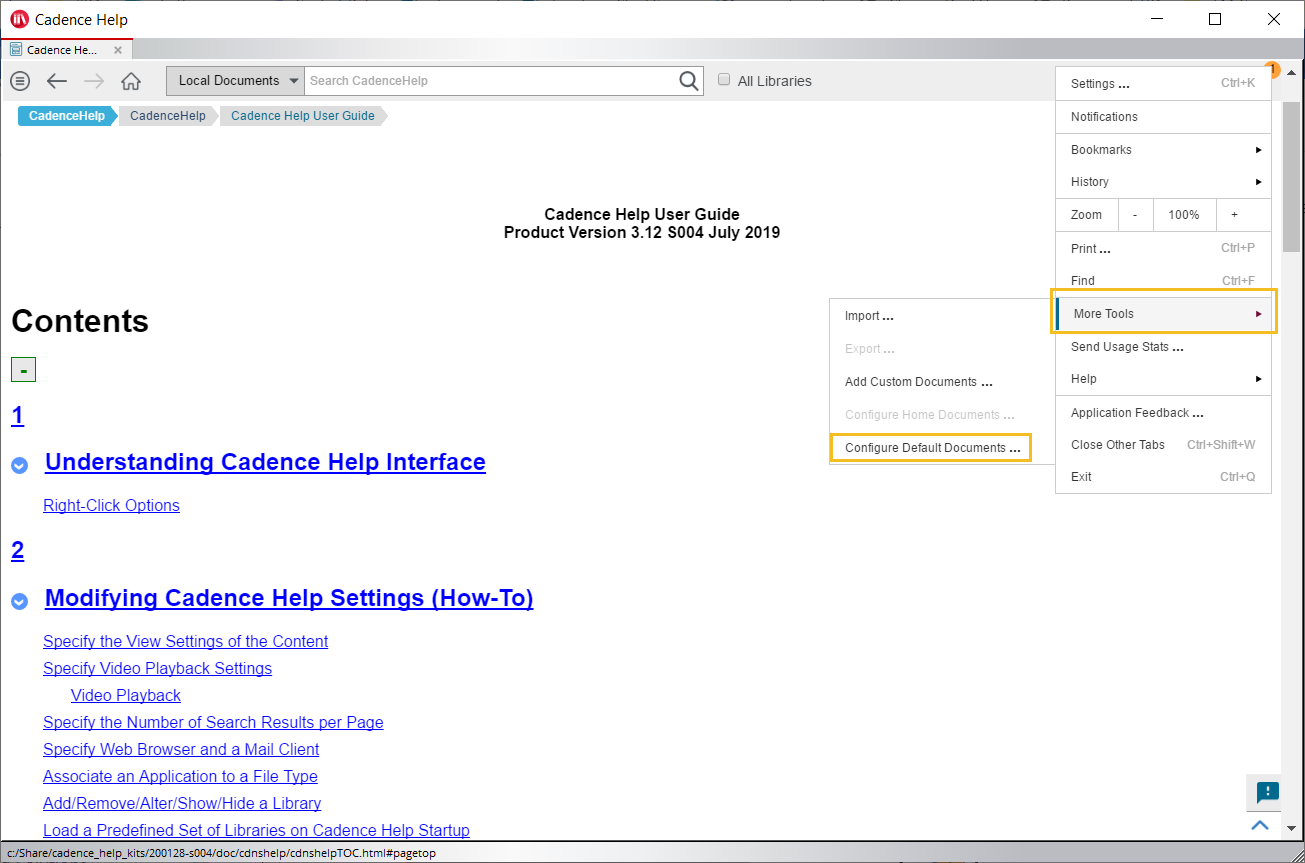 Cadence Help
Cadence He...
Local Documents
Search CadenceHelp
All Libraries
1
CadenceHelp
CadenceHelp
Cadence Help User Guide
Cadence Help User Guide
Product Version 3.12 S004 July 2019
Contents
-
1
Understanding Cadence Help Interface
Right-Click Options
2
Modifying Cadence Help Settings (How-To)
Specify the View Settings of the Content
Specify Video Playback Settings
Video Playback
Specify the Number of Search Results per Page
Specify Web Browser and a Mail Client
Associate an Application to a File Type
Add/Remove/Alter/Show/Hide a Library
Load a Predefined Set of Libraries on Cadence Help Startup
Settings ... Ctrl+K
Notifications
Bookmarks
History
Zoom - 100% +
Print ... Ctrl+P
Find Ctrl+F
More Tools
Send Usage Stats ...
Help
Application Feedback ...
Close Other Tabs Ctrl+Shift+W
Exit Ctrl+Q
Import ...
Export ...
Add Custom Documents ...
Configure Home Documents ...
Configure Default Documents ...
c:/Share/cadence_help_kits/200128-s004/doc/cdnshelp/cdnshelpTOC.html#pagetop